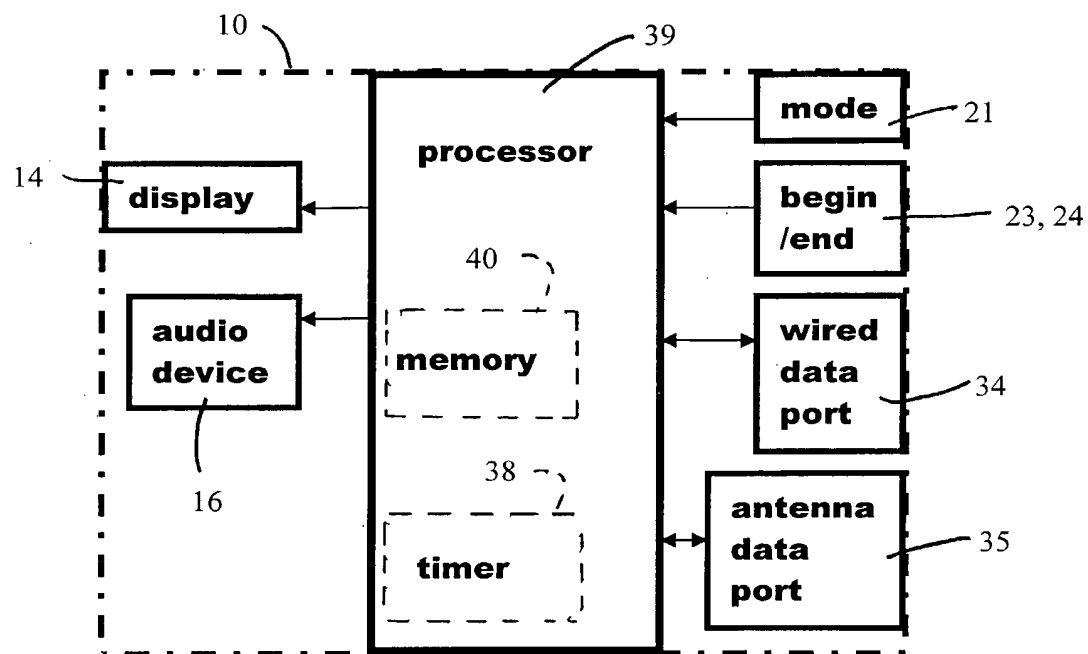 10
39
mode
21
processor
14
display
begin
/end
23, 24
40
audio
device
memory
wired
data
port
34
16
38
timer
antenna
data
port
35